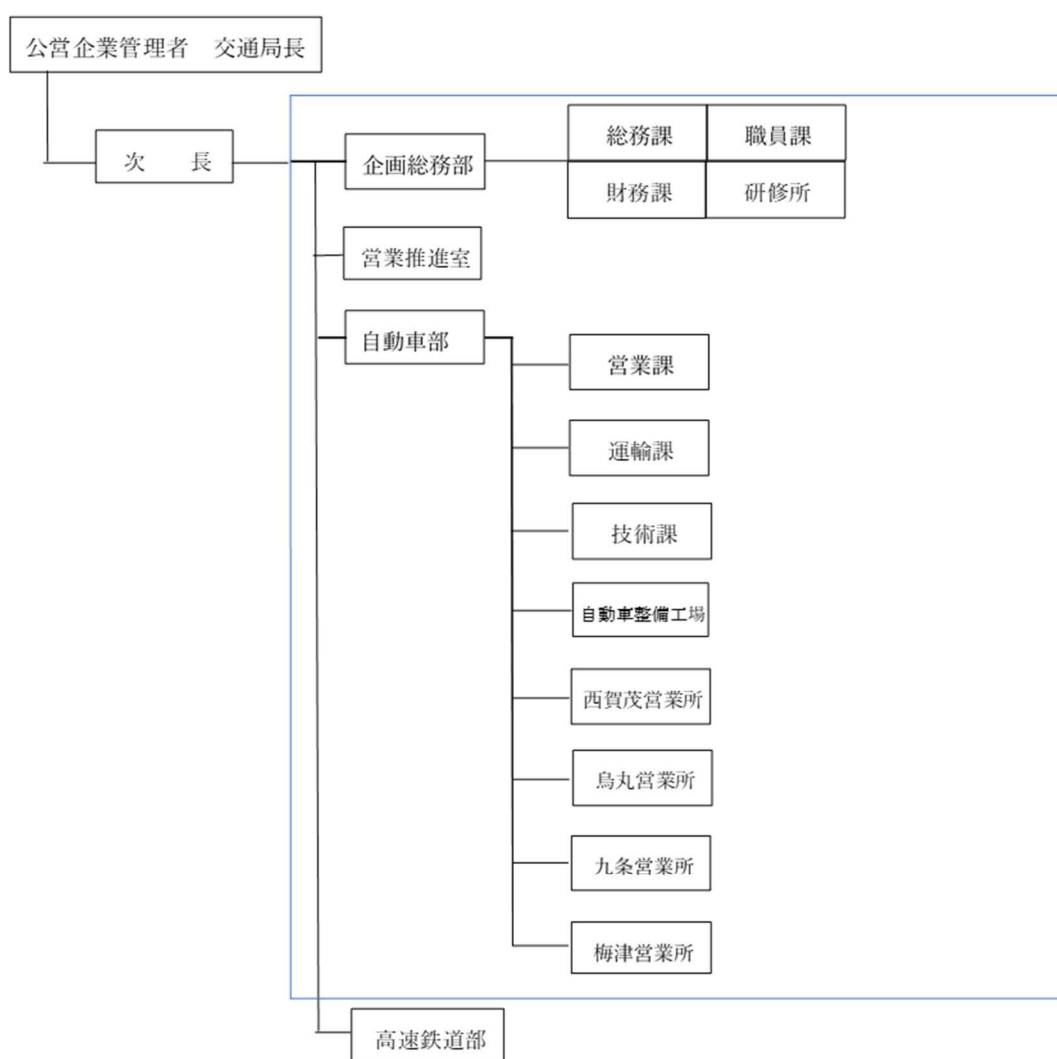 公営企業管理者　交通局長
次　　長
企画総務部
総務課
職員課
財務課
研修所
営業推進室
自動車部
営業課
運輸課
技術課
自動車整備工場
西賀茂営業所
烏丸営業所
九条営業所
梅津営業所
高速鉄道部